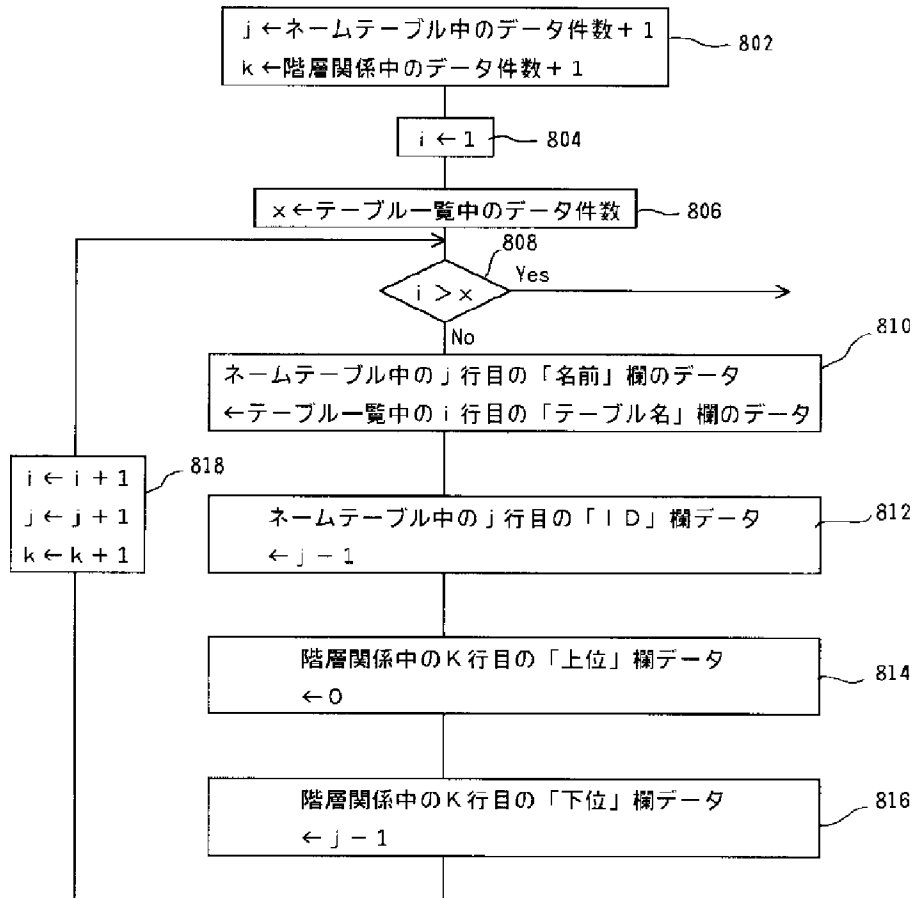 j←ネームテーブル中のデータ件数+1
k←階層関係中のデータ件数+1
802
i←1
804
x←テーブル一覧中のデータ件数
806
808
i>x
Yes
No
810
ネームテーブル中のj行目の「名前」欄のデータ
←テーブル一覧中のi行目の「テーブル名」欄のデータ
818
i←i+1
j←j+1
k←k+1
812
ネームテーブル中のj行目の「ID」欄データ
←j-1
階層関係中のK行目の「上位」欄データ
←0
814
階層関係中のK行目の「下位」欄データ
←j-1
816